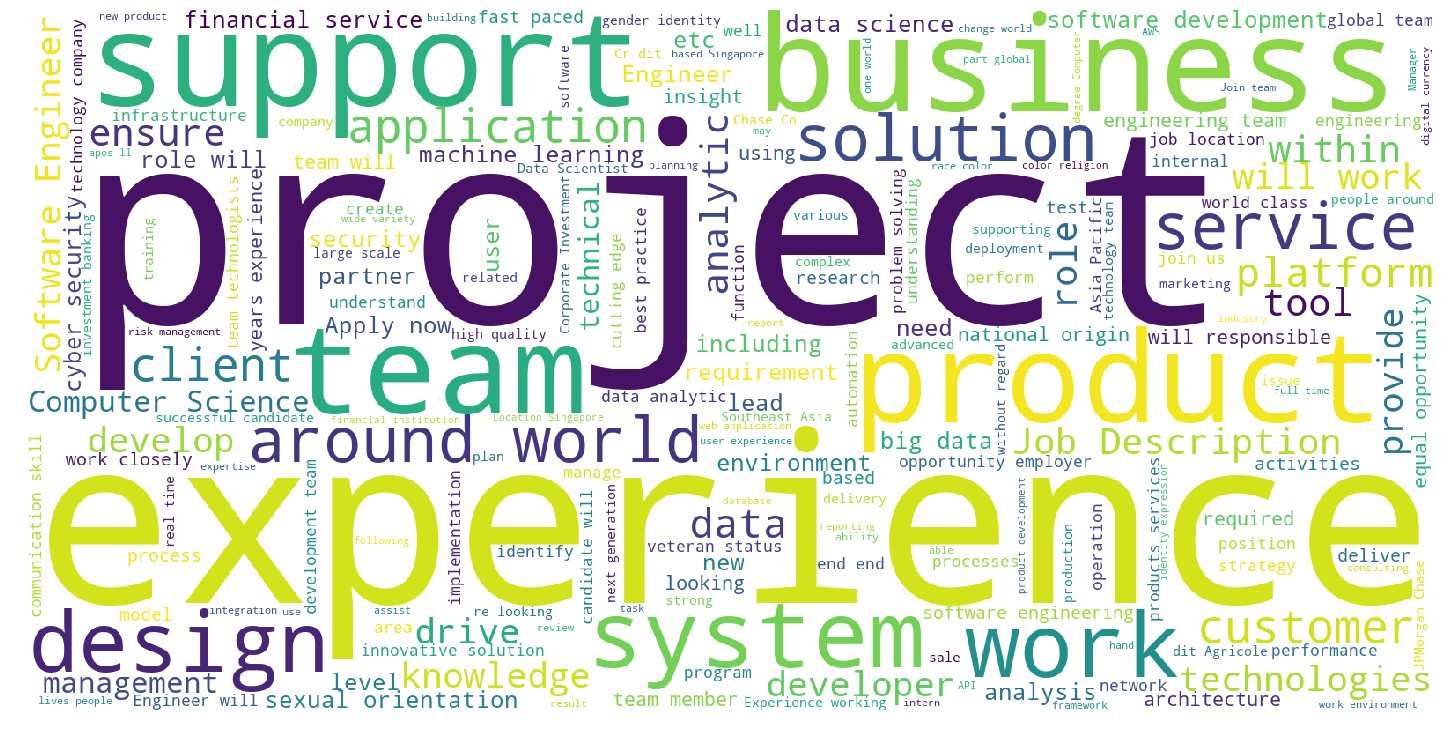 new product
financial service
building
fast paced
gender identity
data science
software development
global team
support
business
etc
well
change world
AWS
Cr dit
based Singapore
one world
part global
degree Computer
Manager
digital currency
Software Engineer
technology company
software
Engineer
insight
Join team
infrastructure
company
application
Chase Co
may
solution
engineering team
engineering
ensure
apos ll
role will
team will
machine learning
Data Scientist
planning
analytic
using
race color
color religion
job location
internal
within
will work
project
cyber security
investment banking
training
team technologists
years experience
create
wide variety
security
large scale
partner
understand
Apply now
risk management
related
high quality
user
Corporate Investment
technical
cutting edge
best practice
function
various
complex
research
problem solving
understanding
supporting
deployment
perform
role
test
Asia Pacific
technology team
world class
people around
service
join us
marketing
platform
tool
industry
client
team
including
report
requirement
need
advanced
national origin
will responsible
product
automation
issue
full time
provide
equal opportunity
Computer Science
successful candidate
financial institution
Location Singapore
data analytic
lead
Southeast Asia
web application
user experience
develop
around world
big data
without regard
Job Description
work closely
expertise
plan
manage
environment
based
opportunity employer
activities
communication skill
real time
experience
process
development team
following
implementation
identify
candidate will
next generation
data
database
veteran status
new
looking
delivery
reporting
ability
end end
processes
able
product development
production
operation
products services
identity expression
required
position
strategy
deliver
consulting
JPMorgan Chase
model
integration
use
assist
area
re looking
review
strong
task
software engineering
hand
design
drive
innovative solution
system
sale
work
customer
dit Agricole
performance
management
level
knowledge
program
developer
API
analysis
network
technologies
lives people
Engineer will
sexual orientation
result
team member
Experience working
intern
framework
architecture
work environment